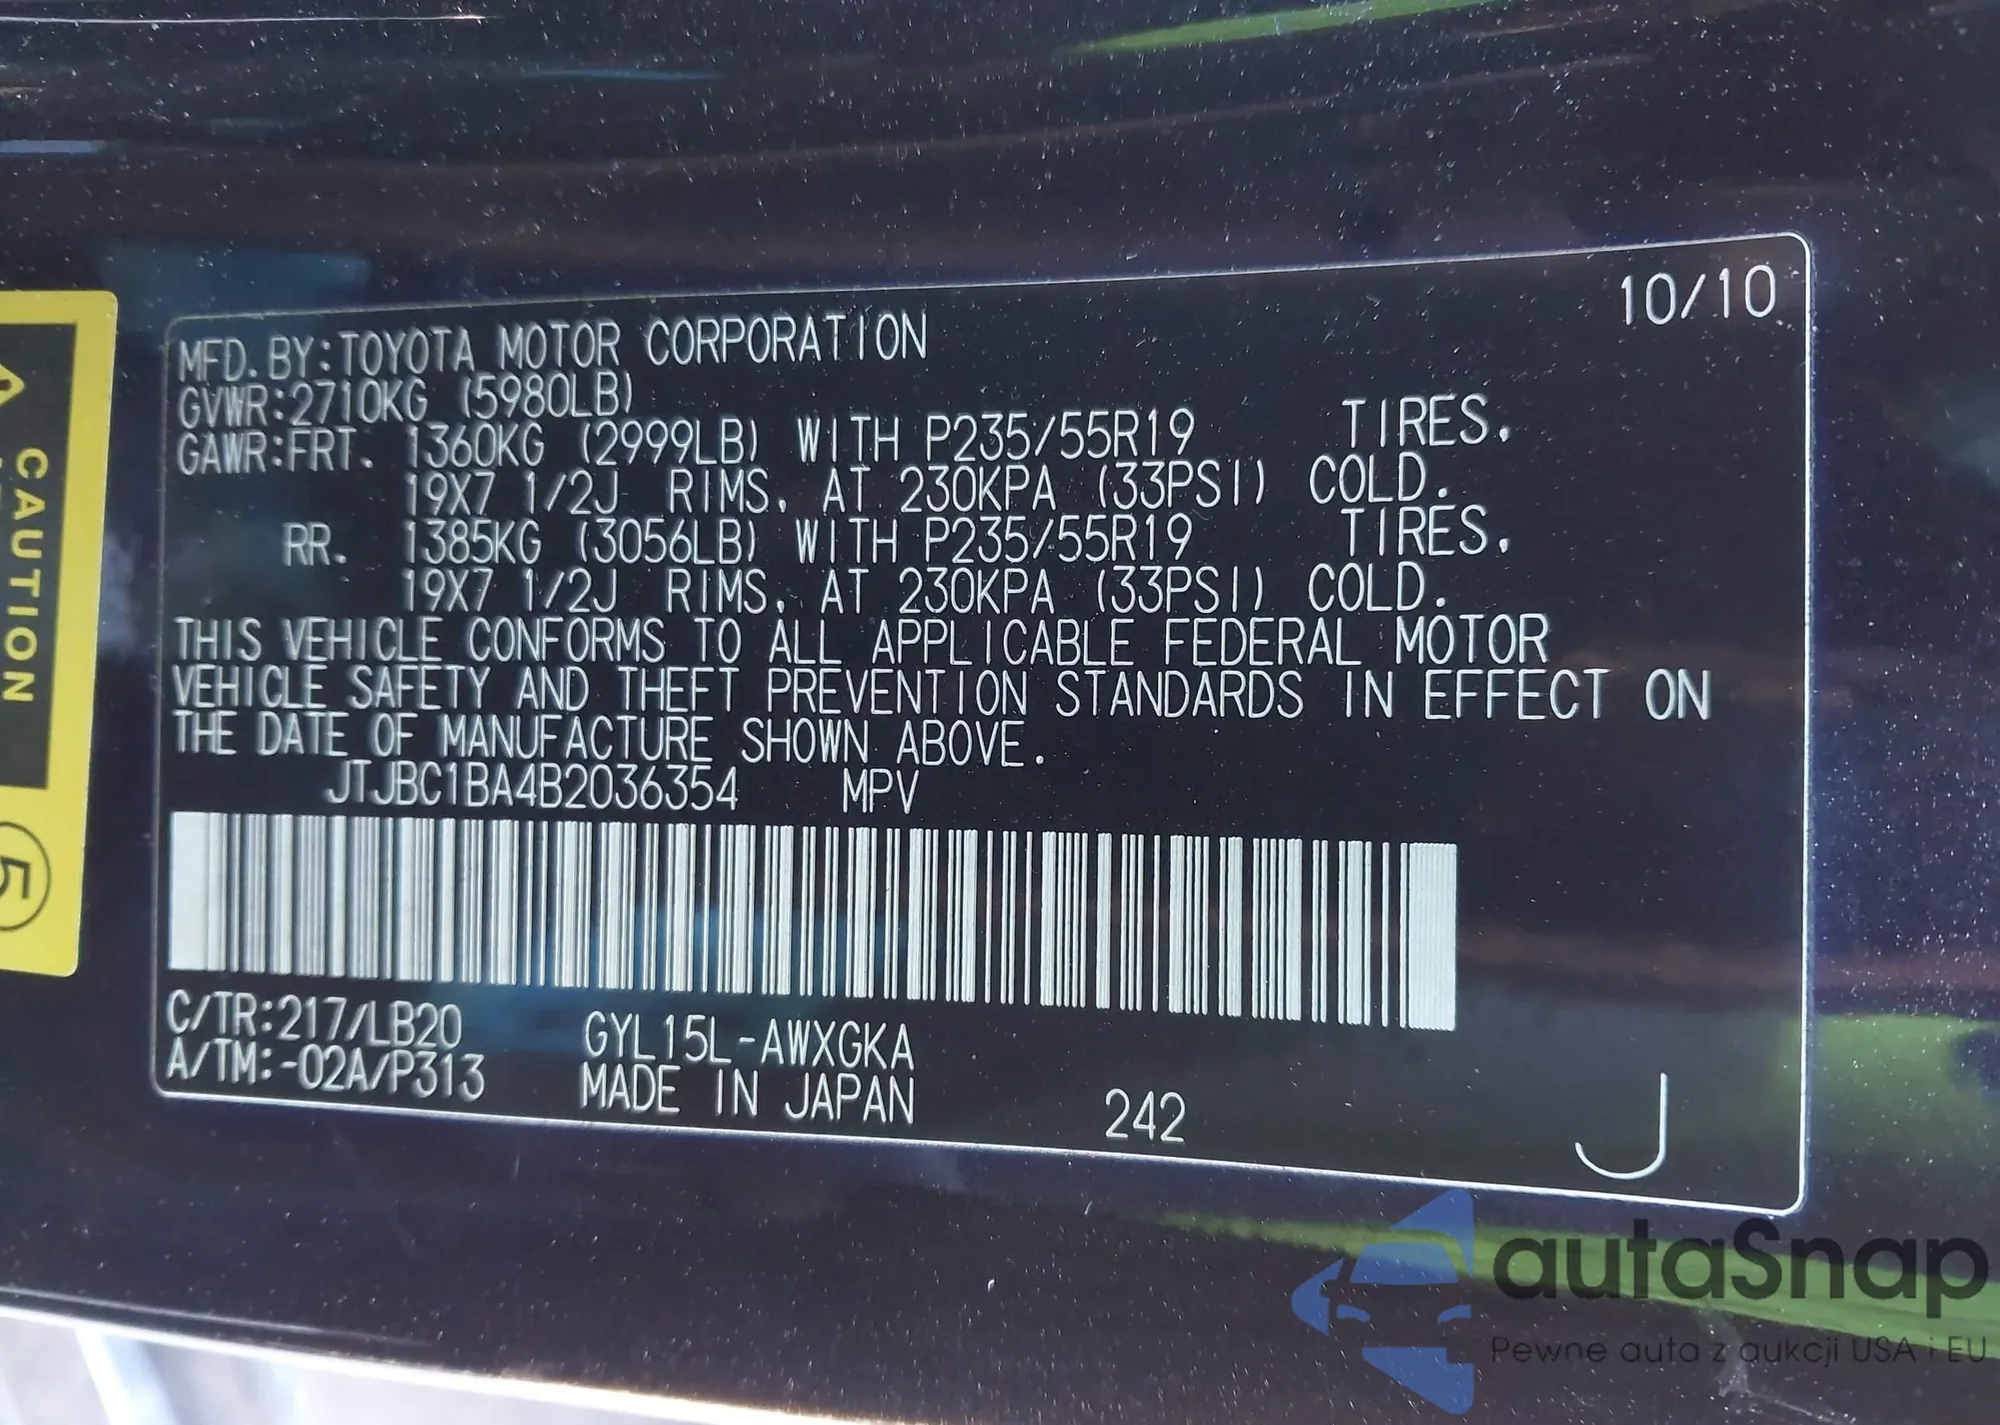 10/10
MFD. BY:TOYOTA MOTOR CORPORATION
GVWR:2710KG (5980LB)
GAWR:FRT. 1360KG (2999LB) WITH P235/55R19 TIRES.
19X7 1/2J RIMS, AT 230KPA (33PSI) COLD.
RR. 1385KG (3056LB) WITH P235/55R19 TIRES,
19X7 1/2J RIMS, AT 230KPA (33PSI) COLD.
THIS VEHICLE CONFORMS TO ALL APPLICABLE FEDERAL MOTOR
VEHICLE SAFETY AND THEFT PREVENTION STANDARDS IN EFFECT ON
THE DATE OF MANUFACTURE SHOWN ABOVE.
JTJBC1BA4B2036354 MPV
C/TR:217/LB20 GYL15L-AWXGKA
A/TM:-02A/P313 MADE IN JAPAN 242 J
CAUTION
5
autaSnap
Pewne auta z aukcji USA i EU